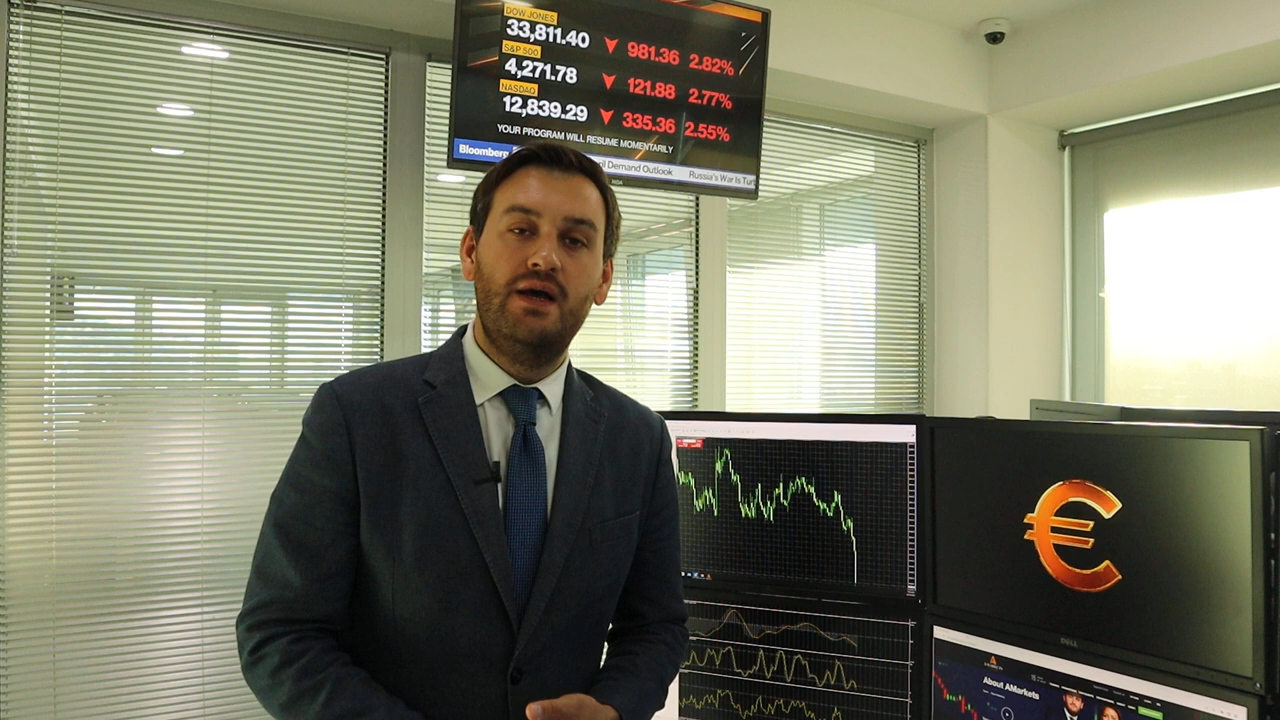 DOW JONES
33,811.40 981.36 2.82%
S&P 500
4,271.78 121.88 2.77%
NASDAQ
12,839.29 335.36 2.55%
YOUR PROGRAM WILL RESUME MOMENTARILY
Bloomberg
Demand Outlook Russia's War Is Tur
€
DELL
About AMarkets